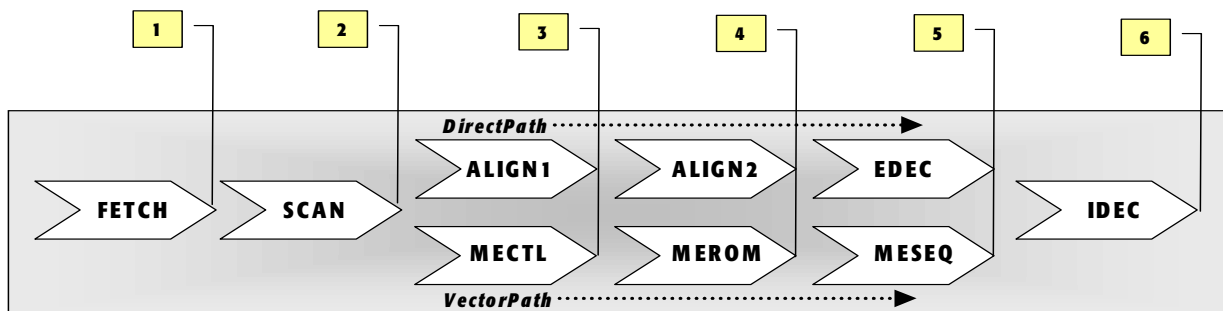 1 2 3 4 5 6
DirectPath
ALIGN1 ALIGN2 EDEC
FETCH SCAN IDEC
MECTL MEROM MESEQ
VectorPath